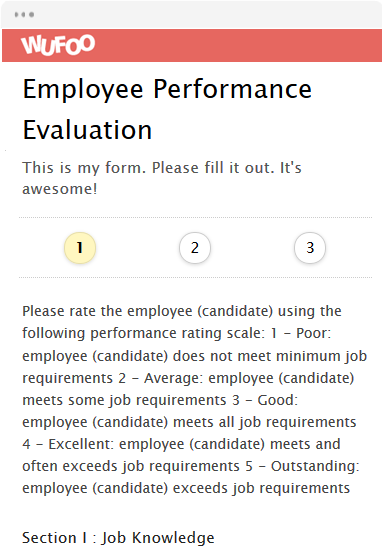 WUFOO
Employee Performance
Evaluation
This is my form. Please fill it out. It's
awesome!
1 2 3
Please rate the employee (candidate) using the
following performance rating scale: 1 - Poor:
employee (candidate) does not meet minimum job
requirements 2 - Average: employee (candidate)
meets some job requirements 3 - Good:
employee (candidate) meets all job requirements
4 - Excellent: employee (candidate) meets and
often exceeds job requirements 5 - Outstanding:
employee (candidate) exceeds job requirements
Section I : Job Knowledge